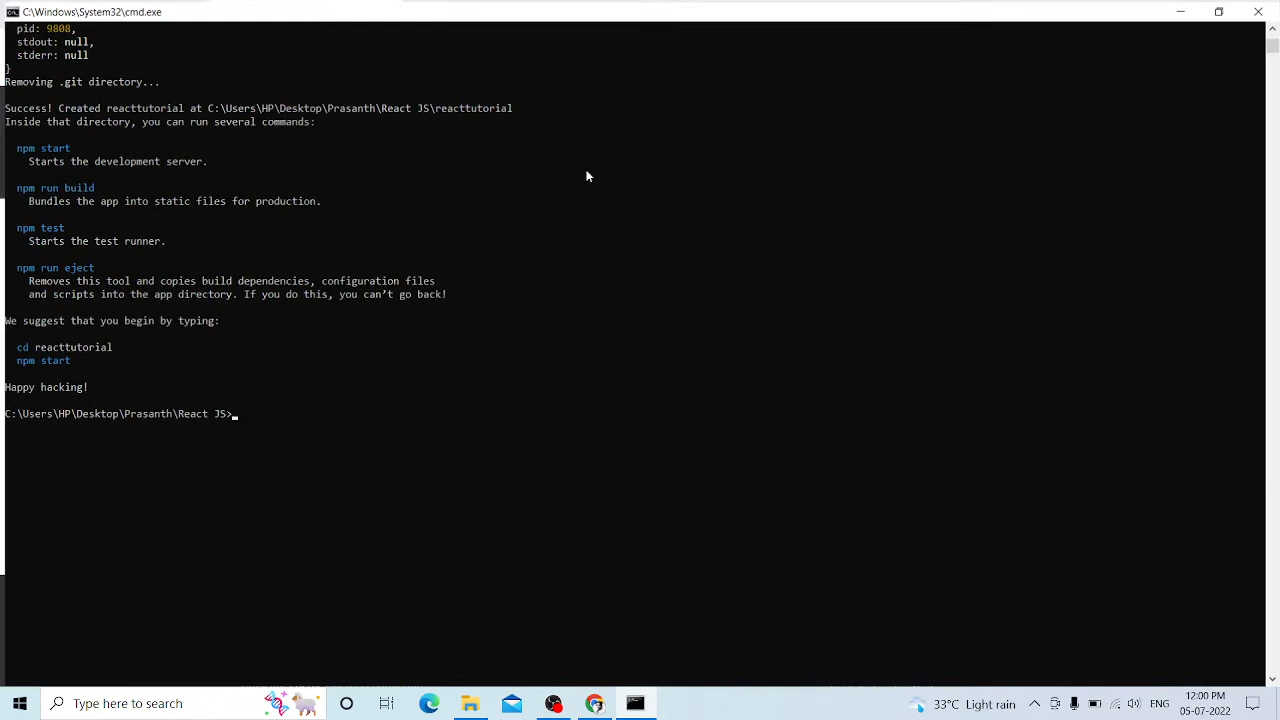 C:\Windows\System32\cmd.exe
pid: 9808,
stdout: null,
stderr: null
}
Removing .git directory...
Success! Created reacttutorial at C:\Users\HP\Desktop\Prasanth\React JS\reacttutorial
Inside that directory, you can run several commands:
npm start
Starts the development server.
npm run build
Bundles the app into static files for production.
npm test
Starts the test runner.
npm run eject
Removes this tool and copies build dependencies, configuration files
and scripts into the app directory. If you do this, you can’t go back!
We suggest that you begin by typing:
cd reacttutorial
npm start
Happy hacking!
C:\Users\HP\Desktop\Prasanth\React JS>
Type here to search
33°C Light rain
ENG
12:00 PM
05-07-2022